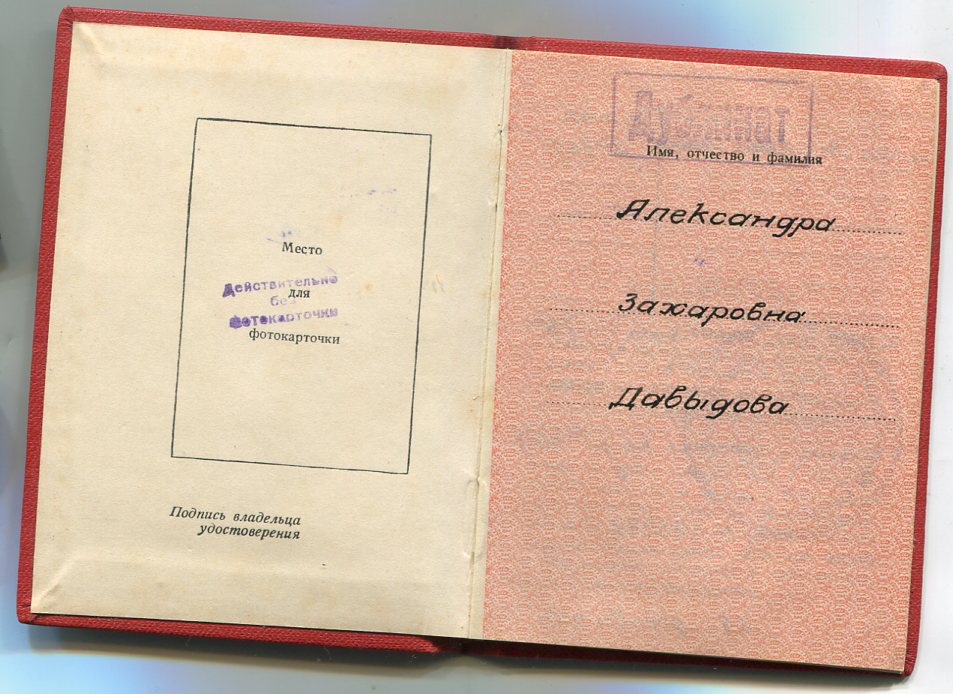 Место
Действительно
без
для
фотокарточки
фотокарточки
Подпись владельца
удостоверения
Дубликат
Имя, отчество и фамилия
Александра
Захаровна
Давыдова